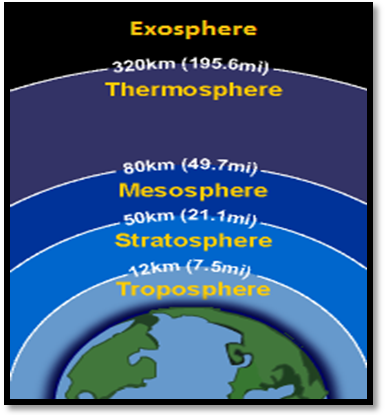 Exosphere
320km (195.6mi)
Thermosphere
80km (49.7mi)
Mesosphere
50km (21.1mi)
Stratosphere
12km (7.5mi)
Troposphere